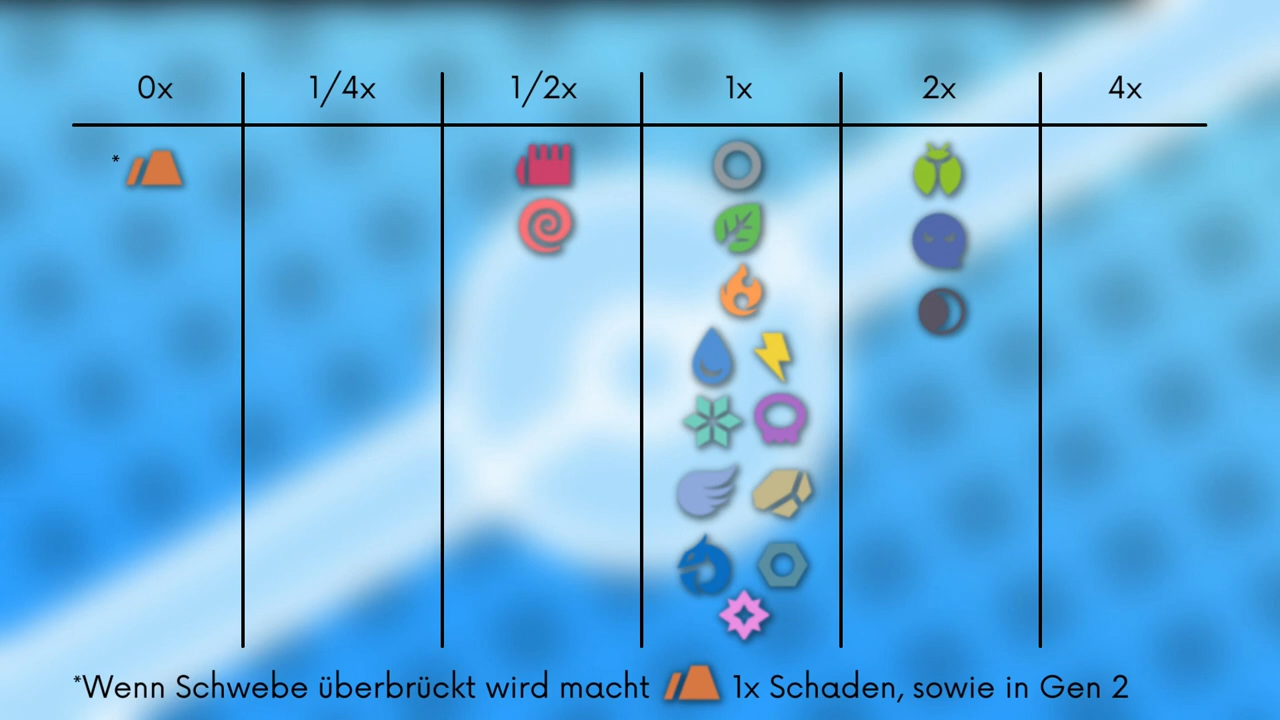 0x 1/4x 1/2x 1x 2x 4x
*
*Wenn Schwebe überbrückt wird macht 1x Schaden, sowie in Gen 2